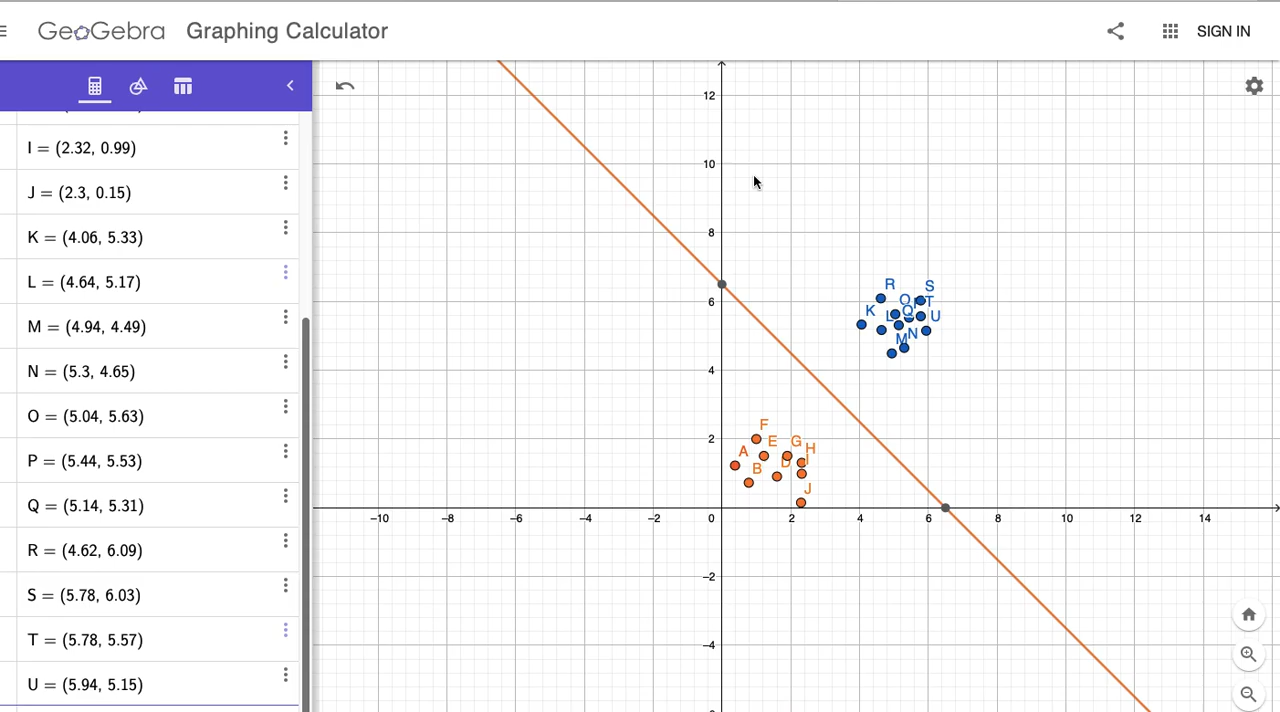 GeoGebra Graphing Calculator SIGN IN
I = (2.32, 0.99)
J = (2.3, 0.15)
K = (4.06, 5.33)
L = (4.64, 5.17)
M = (4.94, 4.49)
N = (5.3, 4.65)
O = (5.04, 5.63)
P = (5.44, 5.53)
Q = (5.14, 5.31)
R = (4.62, 6.09)
S = (5.78, 6.03)
T = (5.78, 5.57)
U = (5.94, 5.15)
12
10
8
6
4
2
0
−2
−4
−10 −8 −6 −4 −2 2 4 6 8 10 12 14
R S
O T
K L Q U
M N
F
A E G H
B D I
J